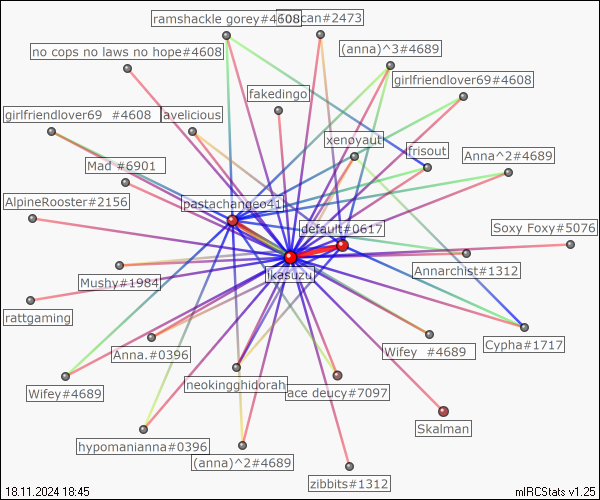 ramshackle gorey#4608
can#2473
no cops no laws no hope#4608
(anna)^3#4689
girlfriendlover69#4608
fakedingo
girlfriendlover69  #4608
avelicious
xenøyaut
frisout
Anna^2#4689
Mad #6901
AlpineRooster#2156
pastachangeo41
default#0617
Soxy Foxy#5076
ikasuzu
Mushy#1984
Annarchist#1312
rattgaming
Anna.#0396
Wifey  #4689
Cypha#1717
Wifey#4689
neokingghidorah
ace deucy#7097
Skalman
hypomanianna#0396
(anna)^2#4689
zibbits#1312
18.11.2024 18:45
mIRCStats v1.25